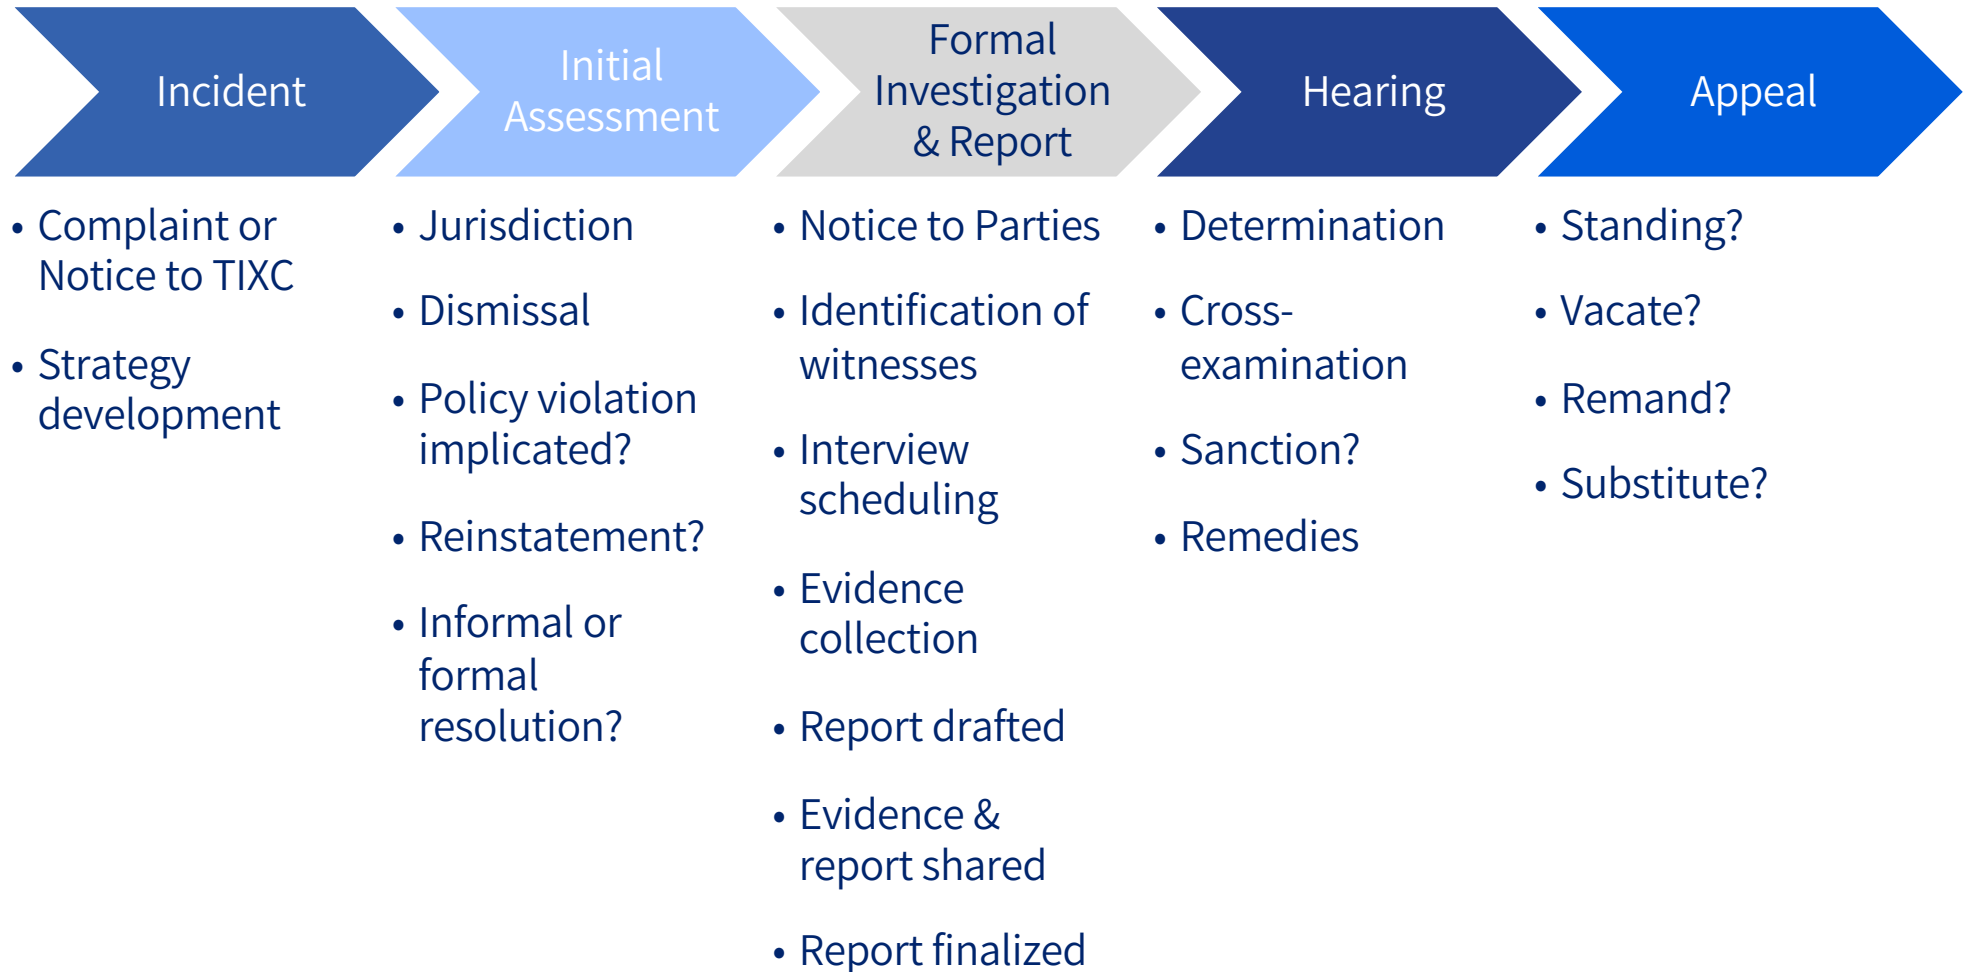 Incident
Initial
Assessment
Formal
Investigation
& Report
Hearing
Appeal
• Complaint or
Notice to TIXC
• Strategy
development
• Jurisdiction
• Dismissal
• Policy violation
implicated?
• Reinstatement?
• Informal or
formal
resolution?
• Notice to Parties
• Identification of
witnesses
• Interview
scheduling
• Evidence
collection
• Report drafted
• Evidence &
report shared
• Report finalized
• Determination
• Cross-
examination
• Sanction?
• Remedies
• Standing?
• Vacate?
• Remand?
• Substitute?